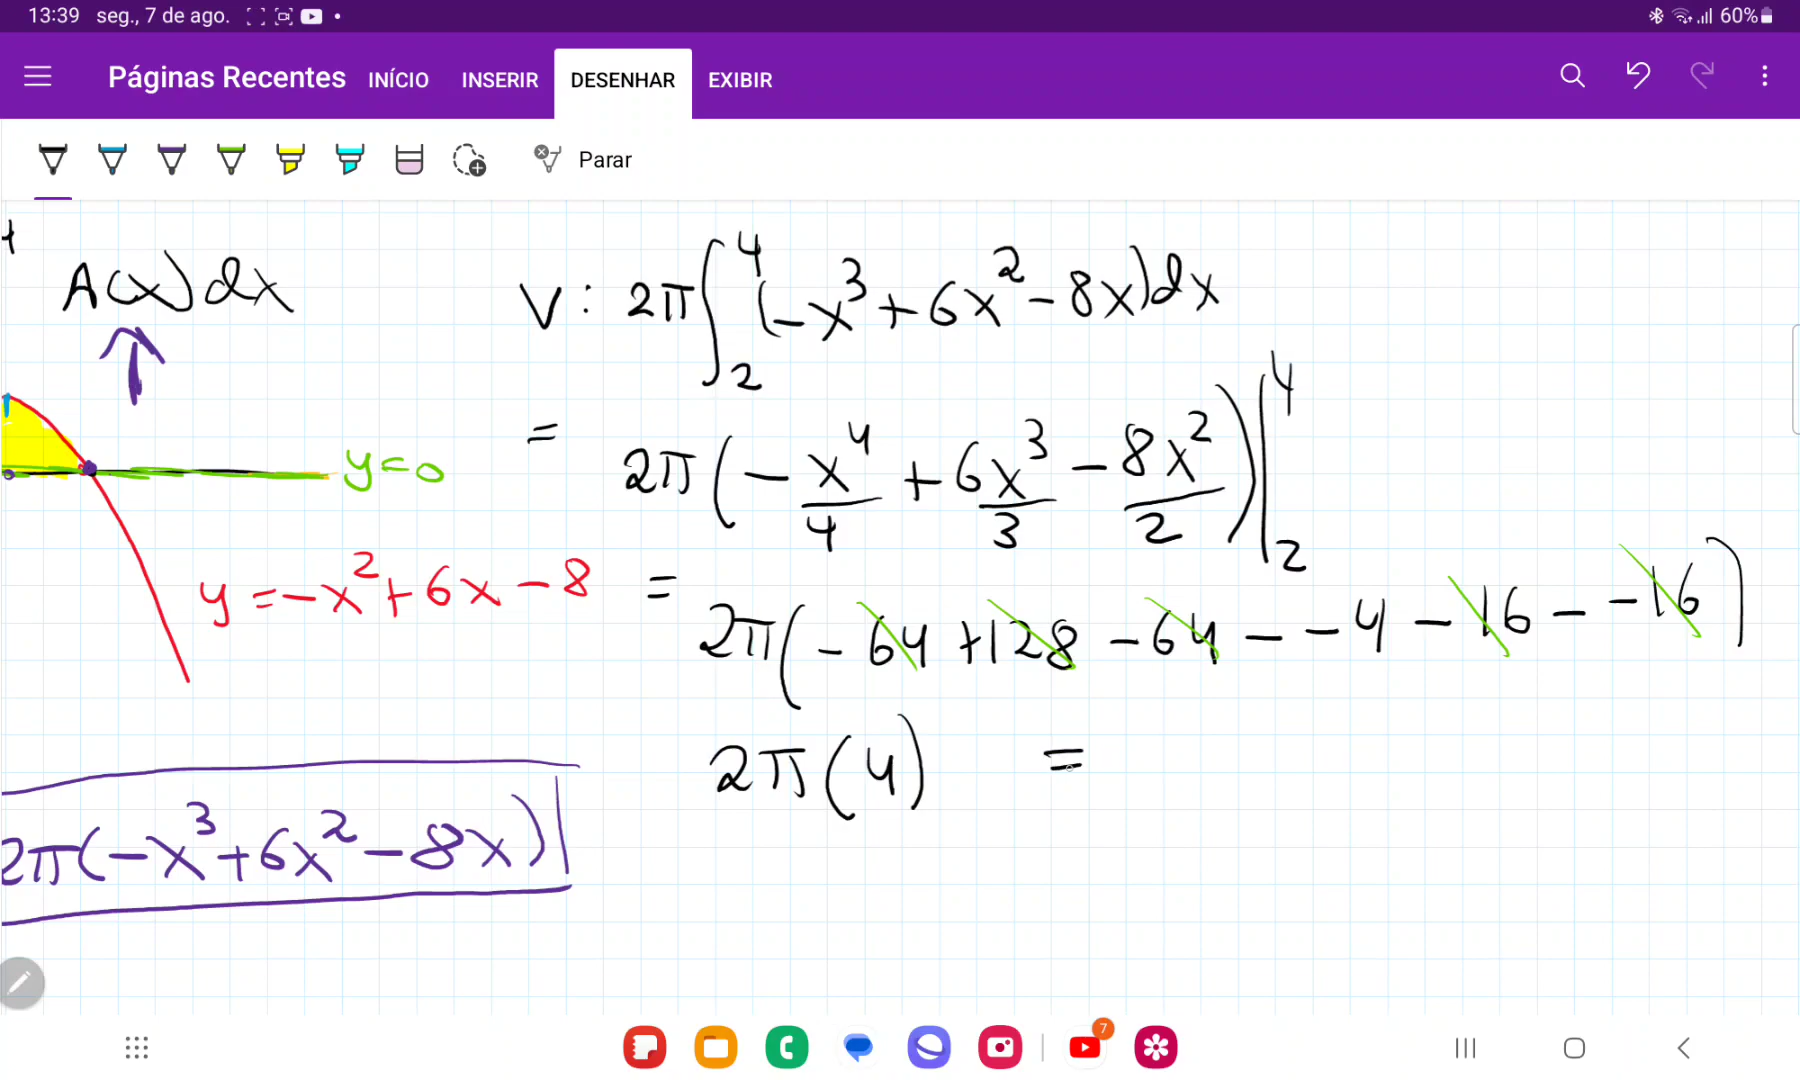 13:39 seg., 7 de ago. 60%
Páginas Recentes INÍCIO INSERIR DESENHAR EXIBIR
Parar
A(x)dx
V: 2π∫₂⁴(-x³+6x²-8x)dx
= 2π(-x⁴/4 + 6x³/3 - 8x²/2)|₂⁴
y=0
y=-x²+6x-8
= 2π(-64+128-64--4-16--16)
2π(4) =
2π(-x³+6x²-8x)
7